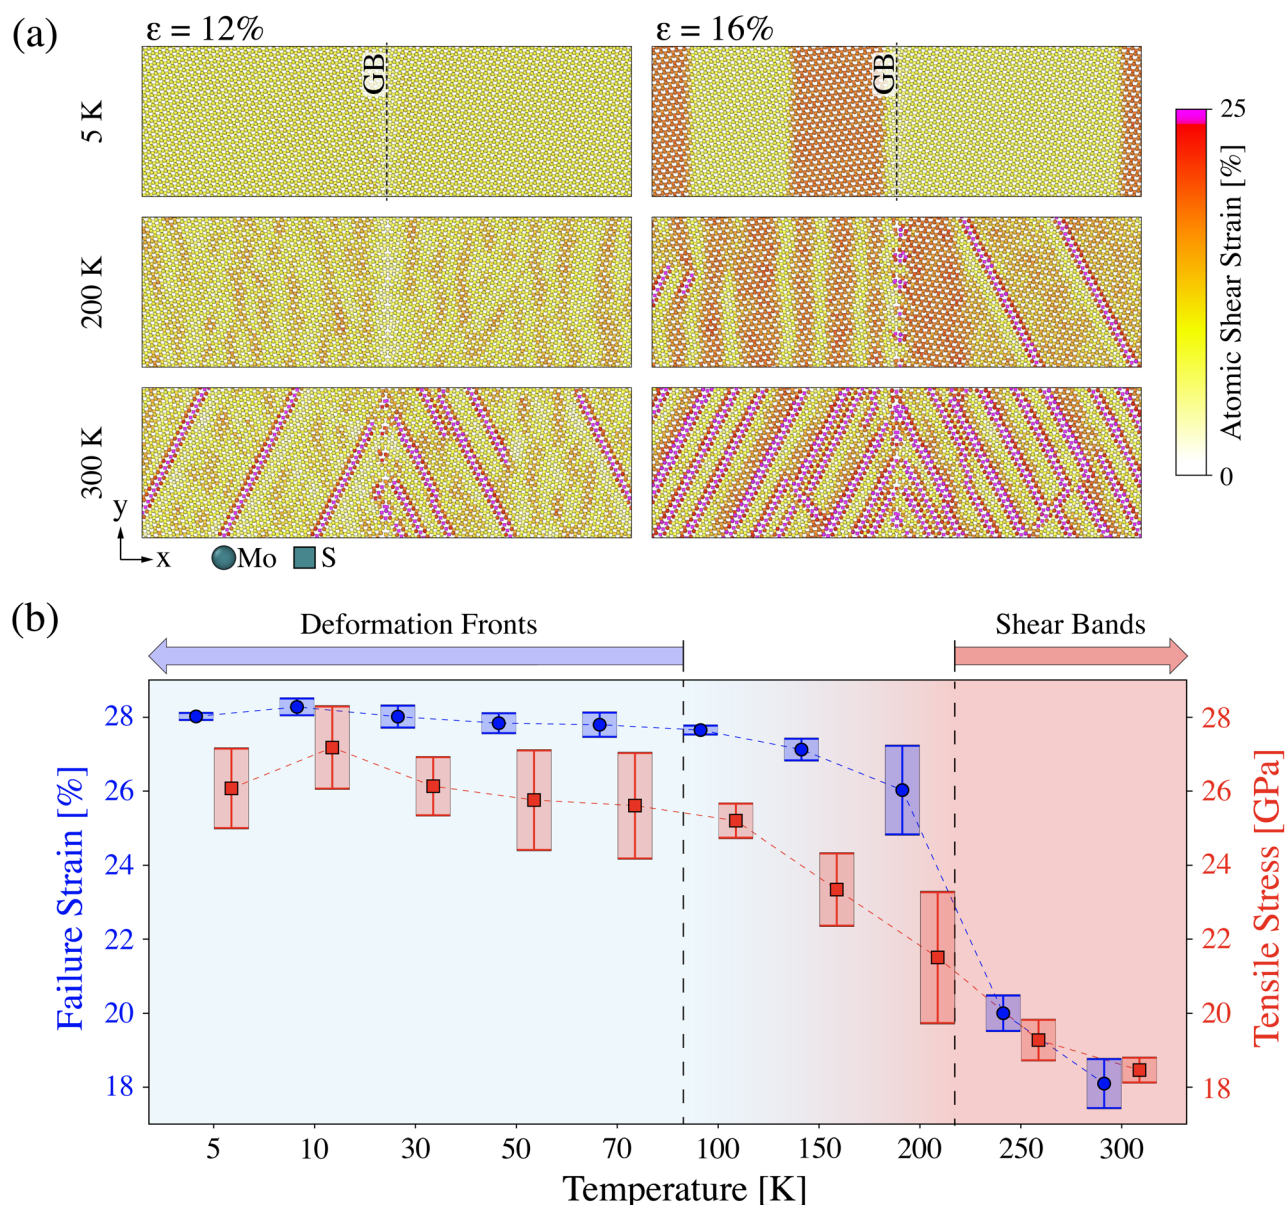 (a)
ε = 12%
ε = 16%
GB
GB
5 K
200 K
300 K
25
Atomic Shear Strain [%]
0
y
x
Mo
S
(b)
Deformation Fronts
Shear Bands
28
26
24
22
20
18
Failure Strain [%]
28
26
24
22
20
18
Tensile Stress [GPa]
5 10 30 50 70 100 150 200 250 300
Temperature [K]